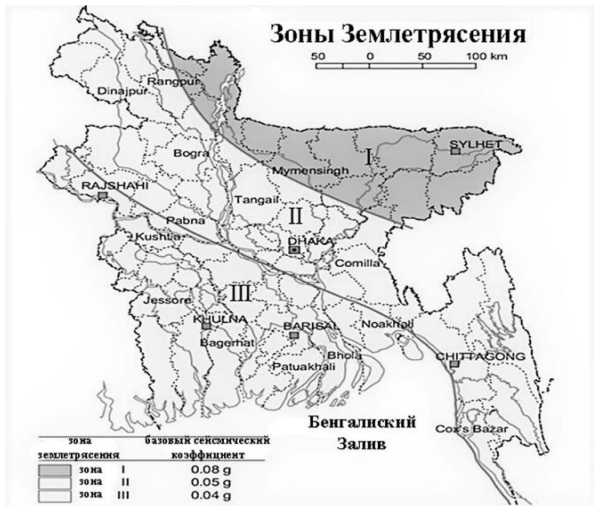 Зоны Землетрясения
50 0 50 100 km
Rangpur
Dinajpur
SYLHET
I
Bogra
Mymensingh
RAJSHAHI
Tangail
II
Pabna
Kushtia
DHAKA
Comilla
III
Jessore
KHULNA
BARISAL
Noakhali
Bagerhat
Bhola
CHITTAGONG
Patuakhali
Бенгалиский
Залив
Cox's Bazar
зона базовый сейсмический
землетрясения коэффициент
зона I 0.08 g
зона II 0.05 g
зона III 0.04 g